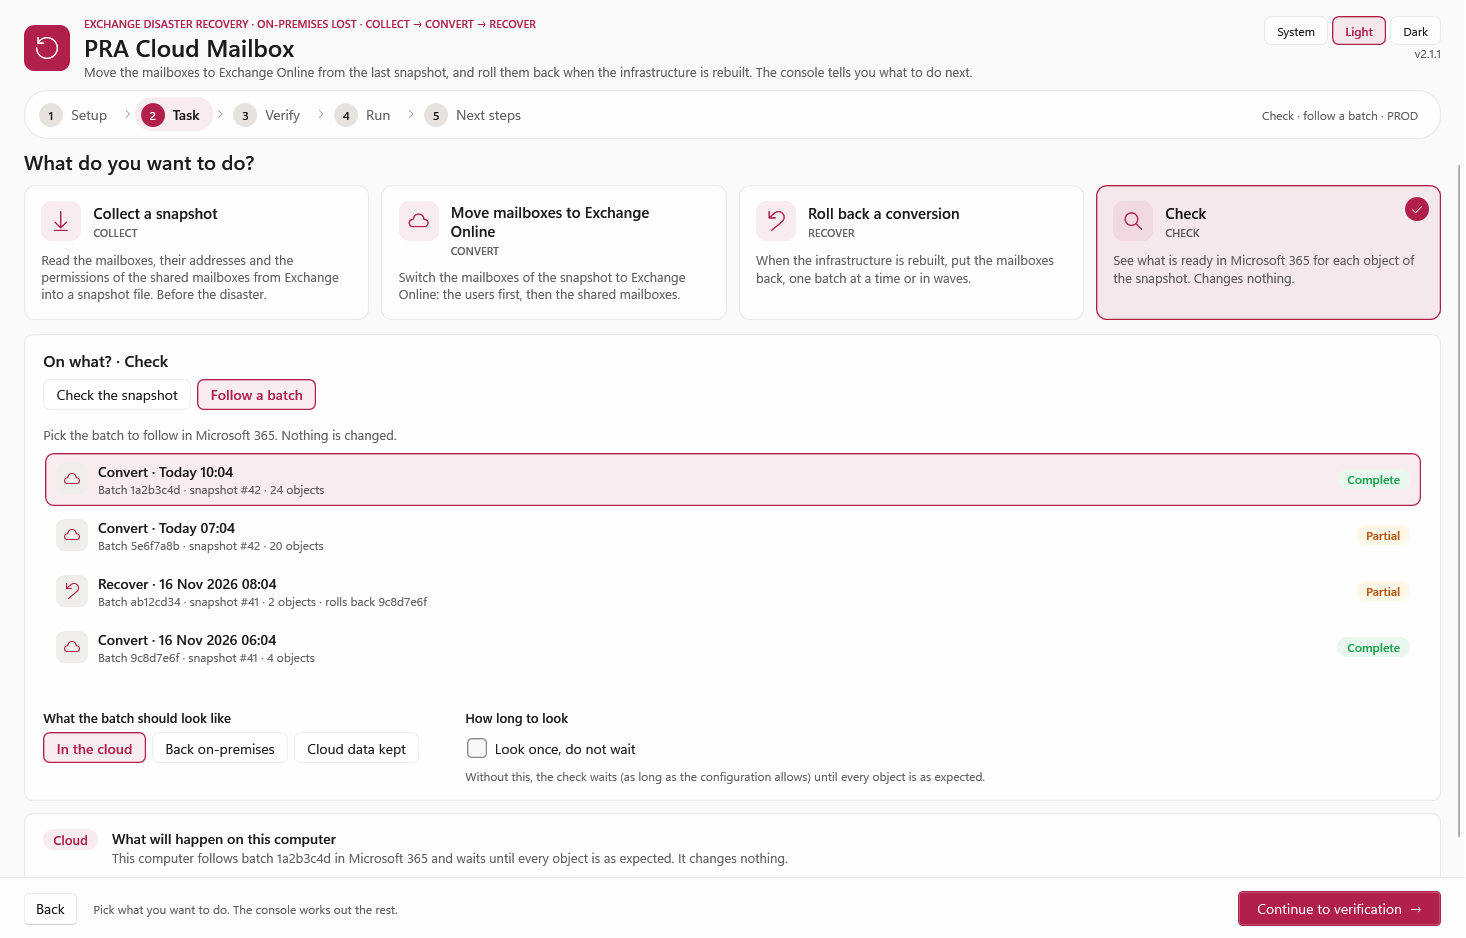 EXCHANGE DISASTER RECOVERY · ON-PREMISES LOST · COLLECT → CONVERT → RECOVER
PRA Cloud Mailbox
Move the mailboxes to Exchange Online from the last snapshot, and roll them back when the infrastructure is rebuilt. The console tells you what to do next.
System
Light
Dark
v2.1.1
1 Setup
2 Task
3 Verify
4 Run
5 Next steps
Check · follow a batch · PROD
What do you want to do?
Collect a snapshot
COLLECT
Read the mailboxes, their addresses and the
permissions of the shared mailboxes from Exchange
into a snapshot file. Before the disaster.
Move mailboxes to Exchange
Online
CONVERT
Switch the mailboxes of the snapshot to Exchange
Online: the users first, then the shared mailboxes.
Roll back a conversion
RECOVER
When the infrastructure is rebuilt, put the mailboxes
back, one batch at a time or in waves.
Check
CHECK
See what is ready in Microsoft 365 for each object of
the snapshot. Changes nothing.
On what? · Check
Check the snapshot
Follow a batch
Pick the batch to follow in Microsoft 365. Nothing is changed.
Convert · Today 10:04
Batch 1a2b3c4d · snapshot #42 · 24 objects
Complete
Convert · Today 07:04
Batch 5e6f7a8b · snapshot #42 · 20 objects
Partial
Recover · 16 Nov 2026 08:04
Batch ab12cd34 · snapshot #41 · 2 objects · rolls back 9c8d7e6f
Partial
Convert · 16 Nov 2026 06:04
Batch 9c8d7e6f · snapshot #41 · 4 objects
Complete
What the batch should look like
In the cloud
Back on-premises
Cloud data kept
How long to look
Look once, do not wait
Without this, the check waits (as long as the configuration allows) until every object is as expected.
Cloud
What will happen on this computer
This computer follows batch 1a2b3c4d in Microsoft 365 and waits until every object is as expected. It changes nothing.
Back
Pick what you want to do. The console works out the rest.
Continue to verification →